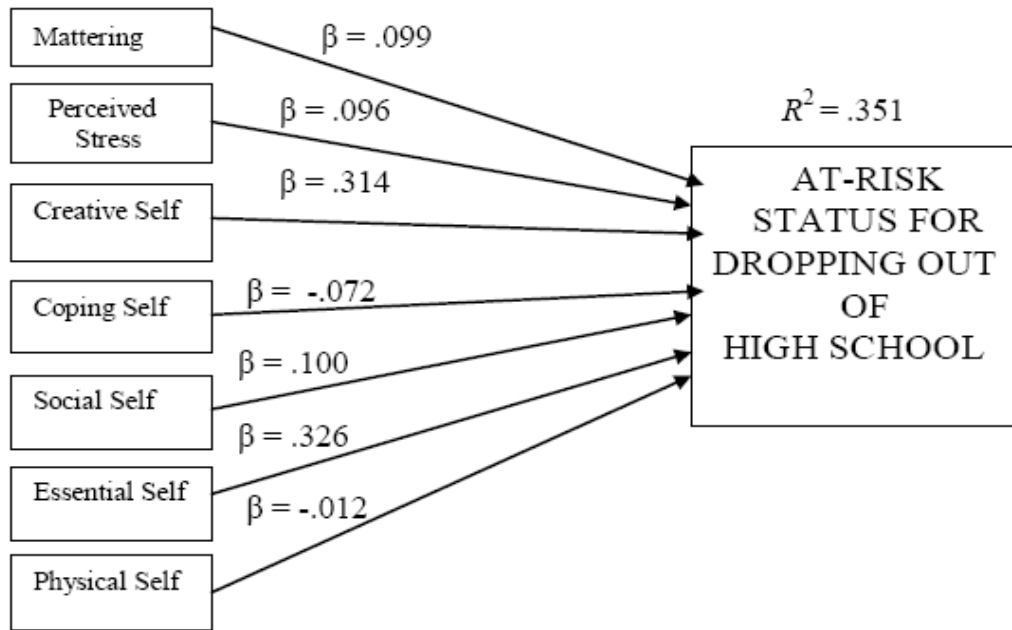 Mattering
β = .099
Perceived
Stress
β = .096
R² = .351
Creative Self
β = .314
AT-RISK
STATUS FOR
DROPPING OUT
OF
HIGH SCHOOL
Coping Self
β = -.072
Social Self
β = .100
Essential Self
β = .326
Physical Self
β = -.012